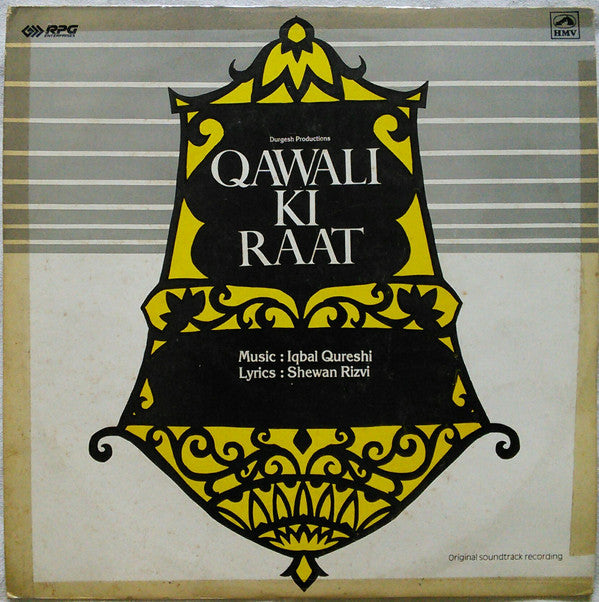 RPG
ENTERPRISES
HMV
Durgesh Productions
QAWALI
KI
RAAT
Music : Iqbal Qureshi
Lyrics : Shewan Rizvi
Original soundtrack recording